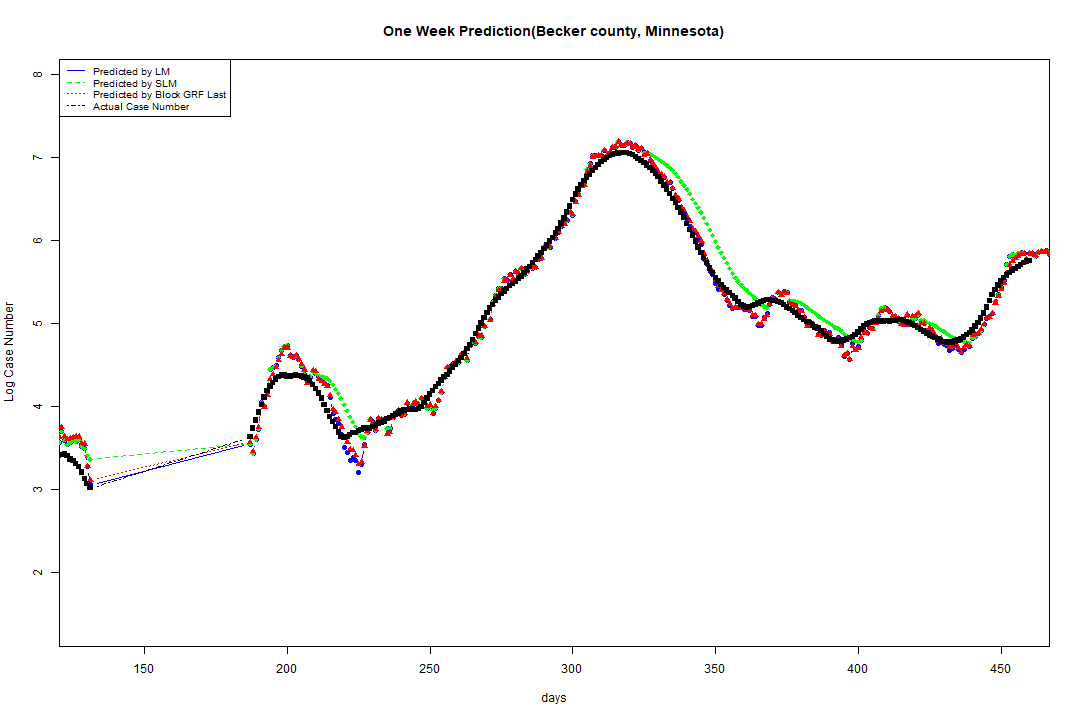 One Week Prediction(Becker county, Minnesota)
Predicted by LM
Predicted by SLM
Predicted by Block GRF Last
Actual Case Number
Log Case Number
8
7
6
5
4
3
2
150 200 250 300 350 400 450
days